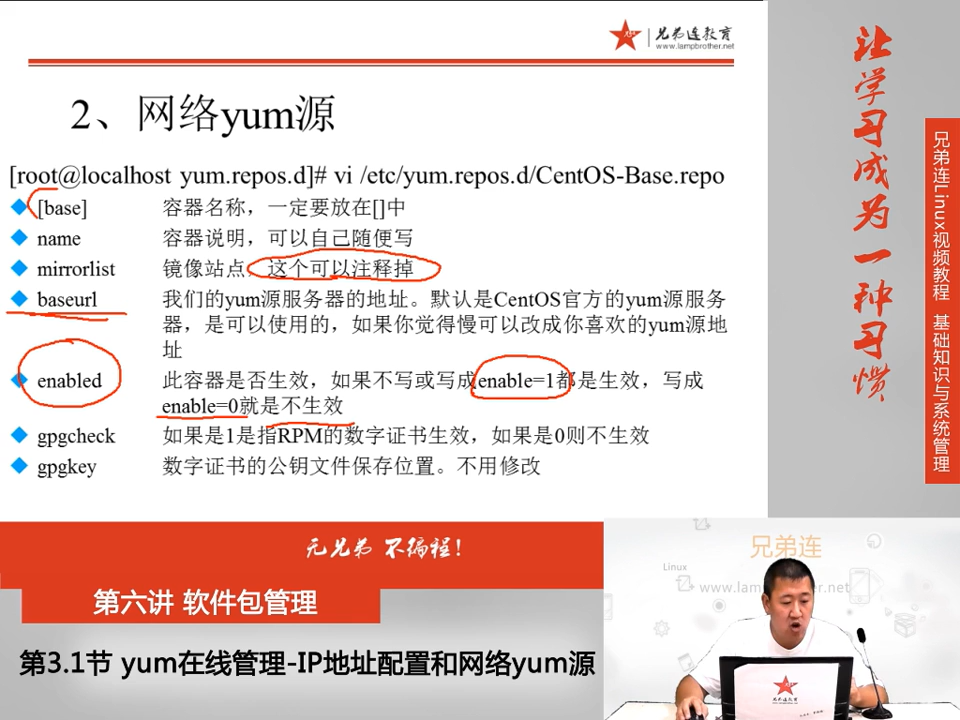 兄弟连教育
www.lampbrother.net
2、网络yum源
[root@localhost yum.repos.d]# vi /etc/yum.repos.d/CentOS-Base.repo
[base] 容器名称，一定要放在[]中
name 容器说明，可以自己随便写
mirrorlist 镜像站点，这个可以注释掉
baseurl 我们的yum源服务器的地址。默认是CentOS官方的yum源服务
器，是可以使用的，如果你觉得慢可以改成你喜欢的yum源地
址
enabled 此容器是否生效，如果不写或写成enable=1都是生效，写成
enable=0就是不生效
gpgcheck 如果是1是指RPM的数字证书生效，如果是0则不生效
gpgkey 数字证书的公钥文件保存位置。不用修改
让学习成为一种习惯
兄弟连Linux视频教程 基础知识与系统管理
无兄弟 不编程！
第六讲 软件包管理
第3.1节 yum在线管理-IP地址配置和网络yum源
兄弟连
Linux
www.lam
er.net
兄弟连教育